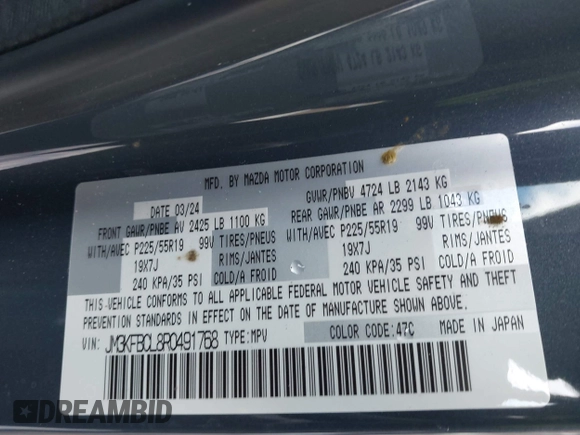 MFD. BY MAZDA MOTOR CORPORATION
DATE 03/24
GVWR/PNBV 4724 LB 2143 KG
FRONT GAWR/PNBE AV 2425 LB 1100 KG
REAR GAWR/PNBE AR 2299 LB 1043 KG
WITH/AVEC P225/55R19 99V TIRES/PNEUS
WITH/AVEC P225/55R19 99V TIRES/PNEUS
19X7J RIMS/JANTES
19X7J RIMS/JANTES
240 KPA/35 PSI COLD/A FROID
240 KPA/35 PSI COLD/A FROID
THIS VEHICLE CONFORMS TO ALL APPLICABLE FEDERAL MOTOR VEHICLE SAFETY AND THEFT
PREVENTION STANDARDS IN EFFECT ON THE DATE OF MANUFACTURE SHOWN ABOVE.
VIN: JM3KFBCL8R0491768 TYPE: MPV
COLOR CODE: 47C MADE IN JAPAN
DREAMBID